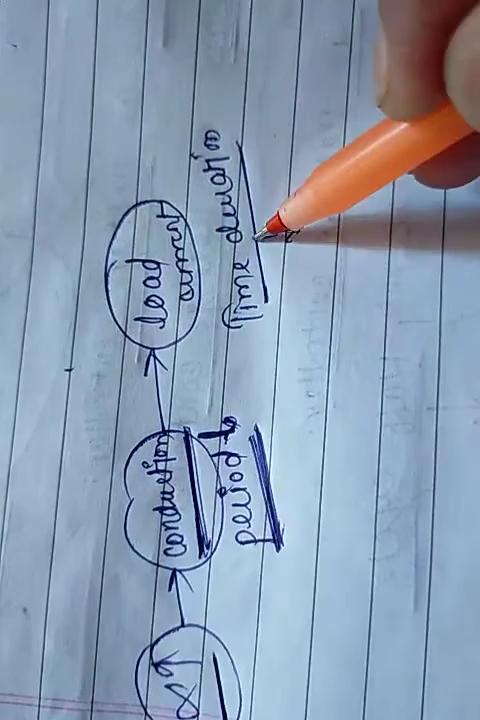 α↑ → conduction → load
period ↓ current
Time duration